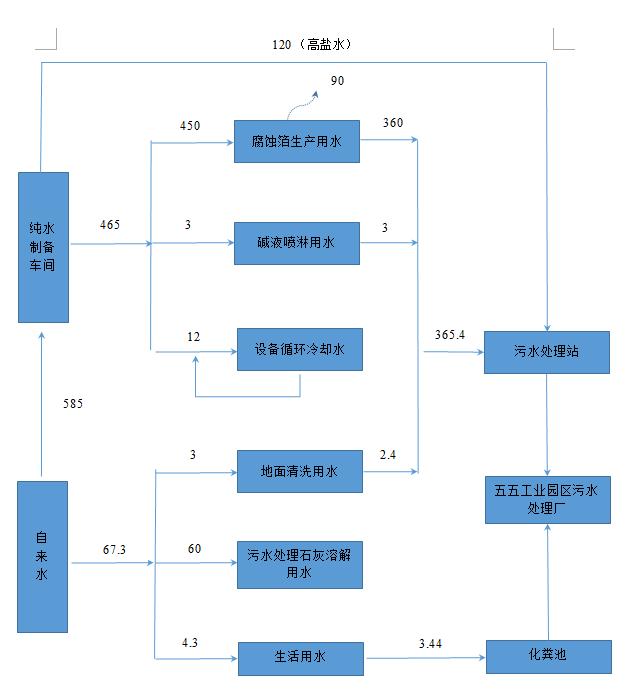 120（高盐水）
90
450
腐蚀箔生产用水
360
纯水
制备
车间
465
3
碱液喷淋用水
3
12
设备循环冷却水
365.4
污水处理站
585
3
地面清洗用水
2.4
五五工业园区污水
处理厂
自
来
水
67.3
60
污水处理石灰溶解
用水
4.3
生活用水
3.44
化粪池